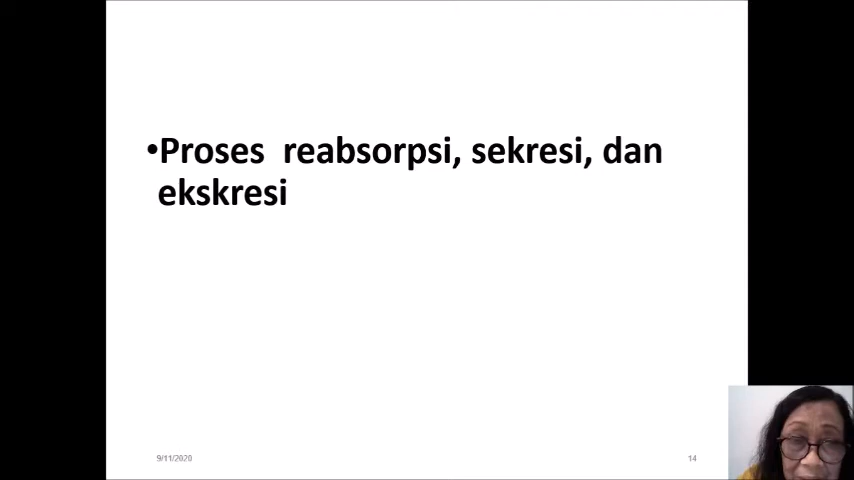 •Proses  reabsorpsi, sekresi, dan
ekskresi
9/11/2020
14